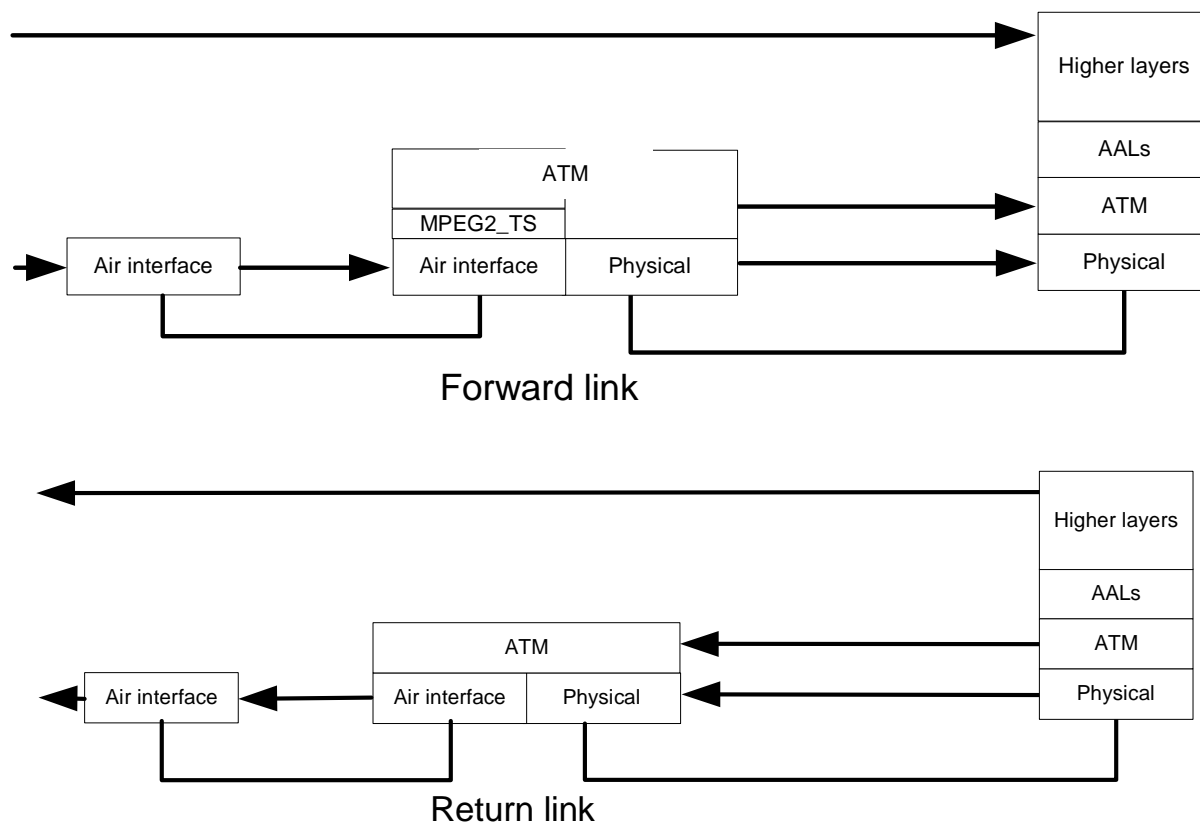 Higher layers
AALs
ATM
ATM
MPEG2_TS
Air interface
Air interface
Physical
Physical
Forward link
Higher layers
AALs
ATM
ATM
Air interface
Air interface
Physical
Physical
Return link